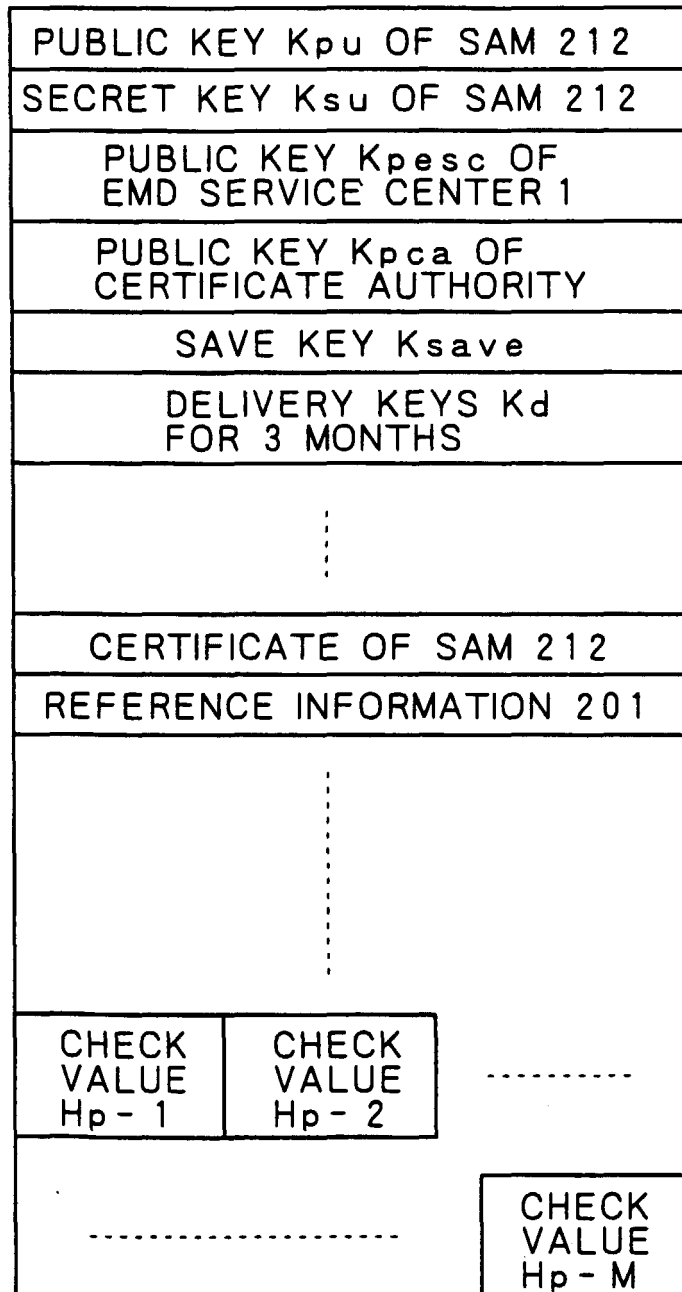 PUBLIC KEY Kpu OF SAM 212
SECRET KEY Ksu OF SAM 212
PUBLIC KEY Kpesc OF
EMD SERVICE CENTER 1
PUBLIC KEY Kpca OF
CERTIFICATE AUTHORITY
SAVE KEY Ksave
DELIVERY KEYS Kd
FOR 3 MONTHS
CERTIFICATE OF SAM 212
REFERENCE INFORMATION 201
CHECK
VALUE
Hp-1
CHECK
VALUE
Hp-2
CHECK
VALUE
Hp-M